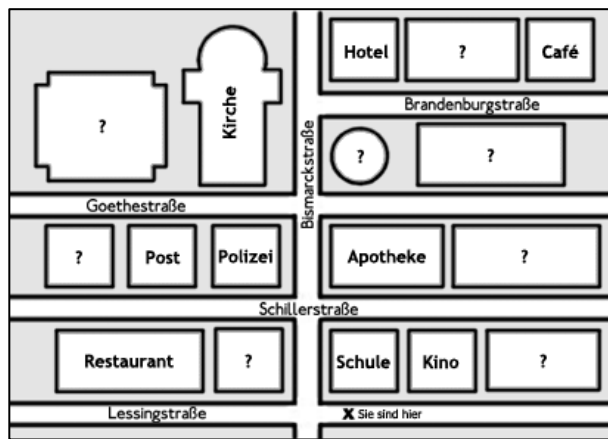 Hotel
?
Café
Brandenburgstraße
?
Kirche
Bismarckstraße
?
?
Goethestraße
?
Post
Polizei
Apotheke
?
Schillerstraße
Restaurant
?
Schule
Kino
?
Lessingstraße
X Sie sind hier